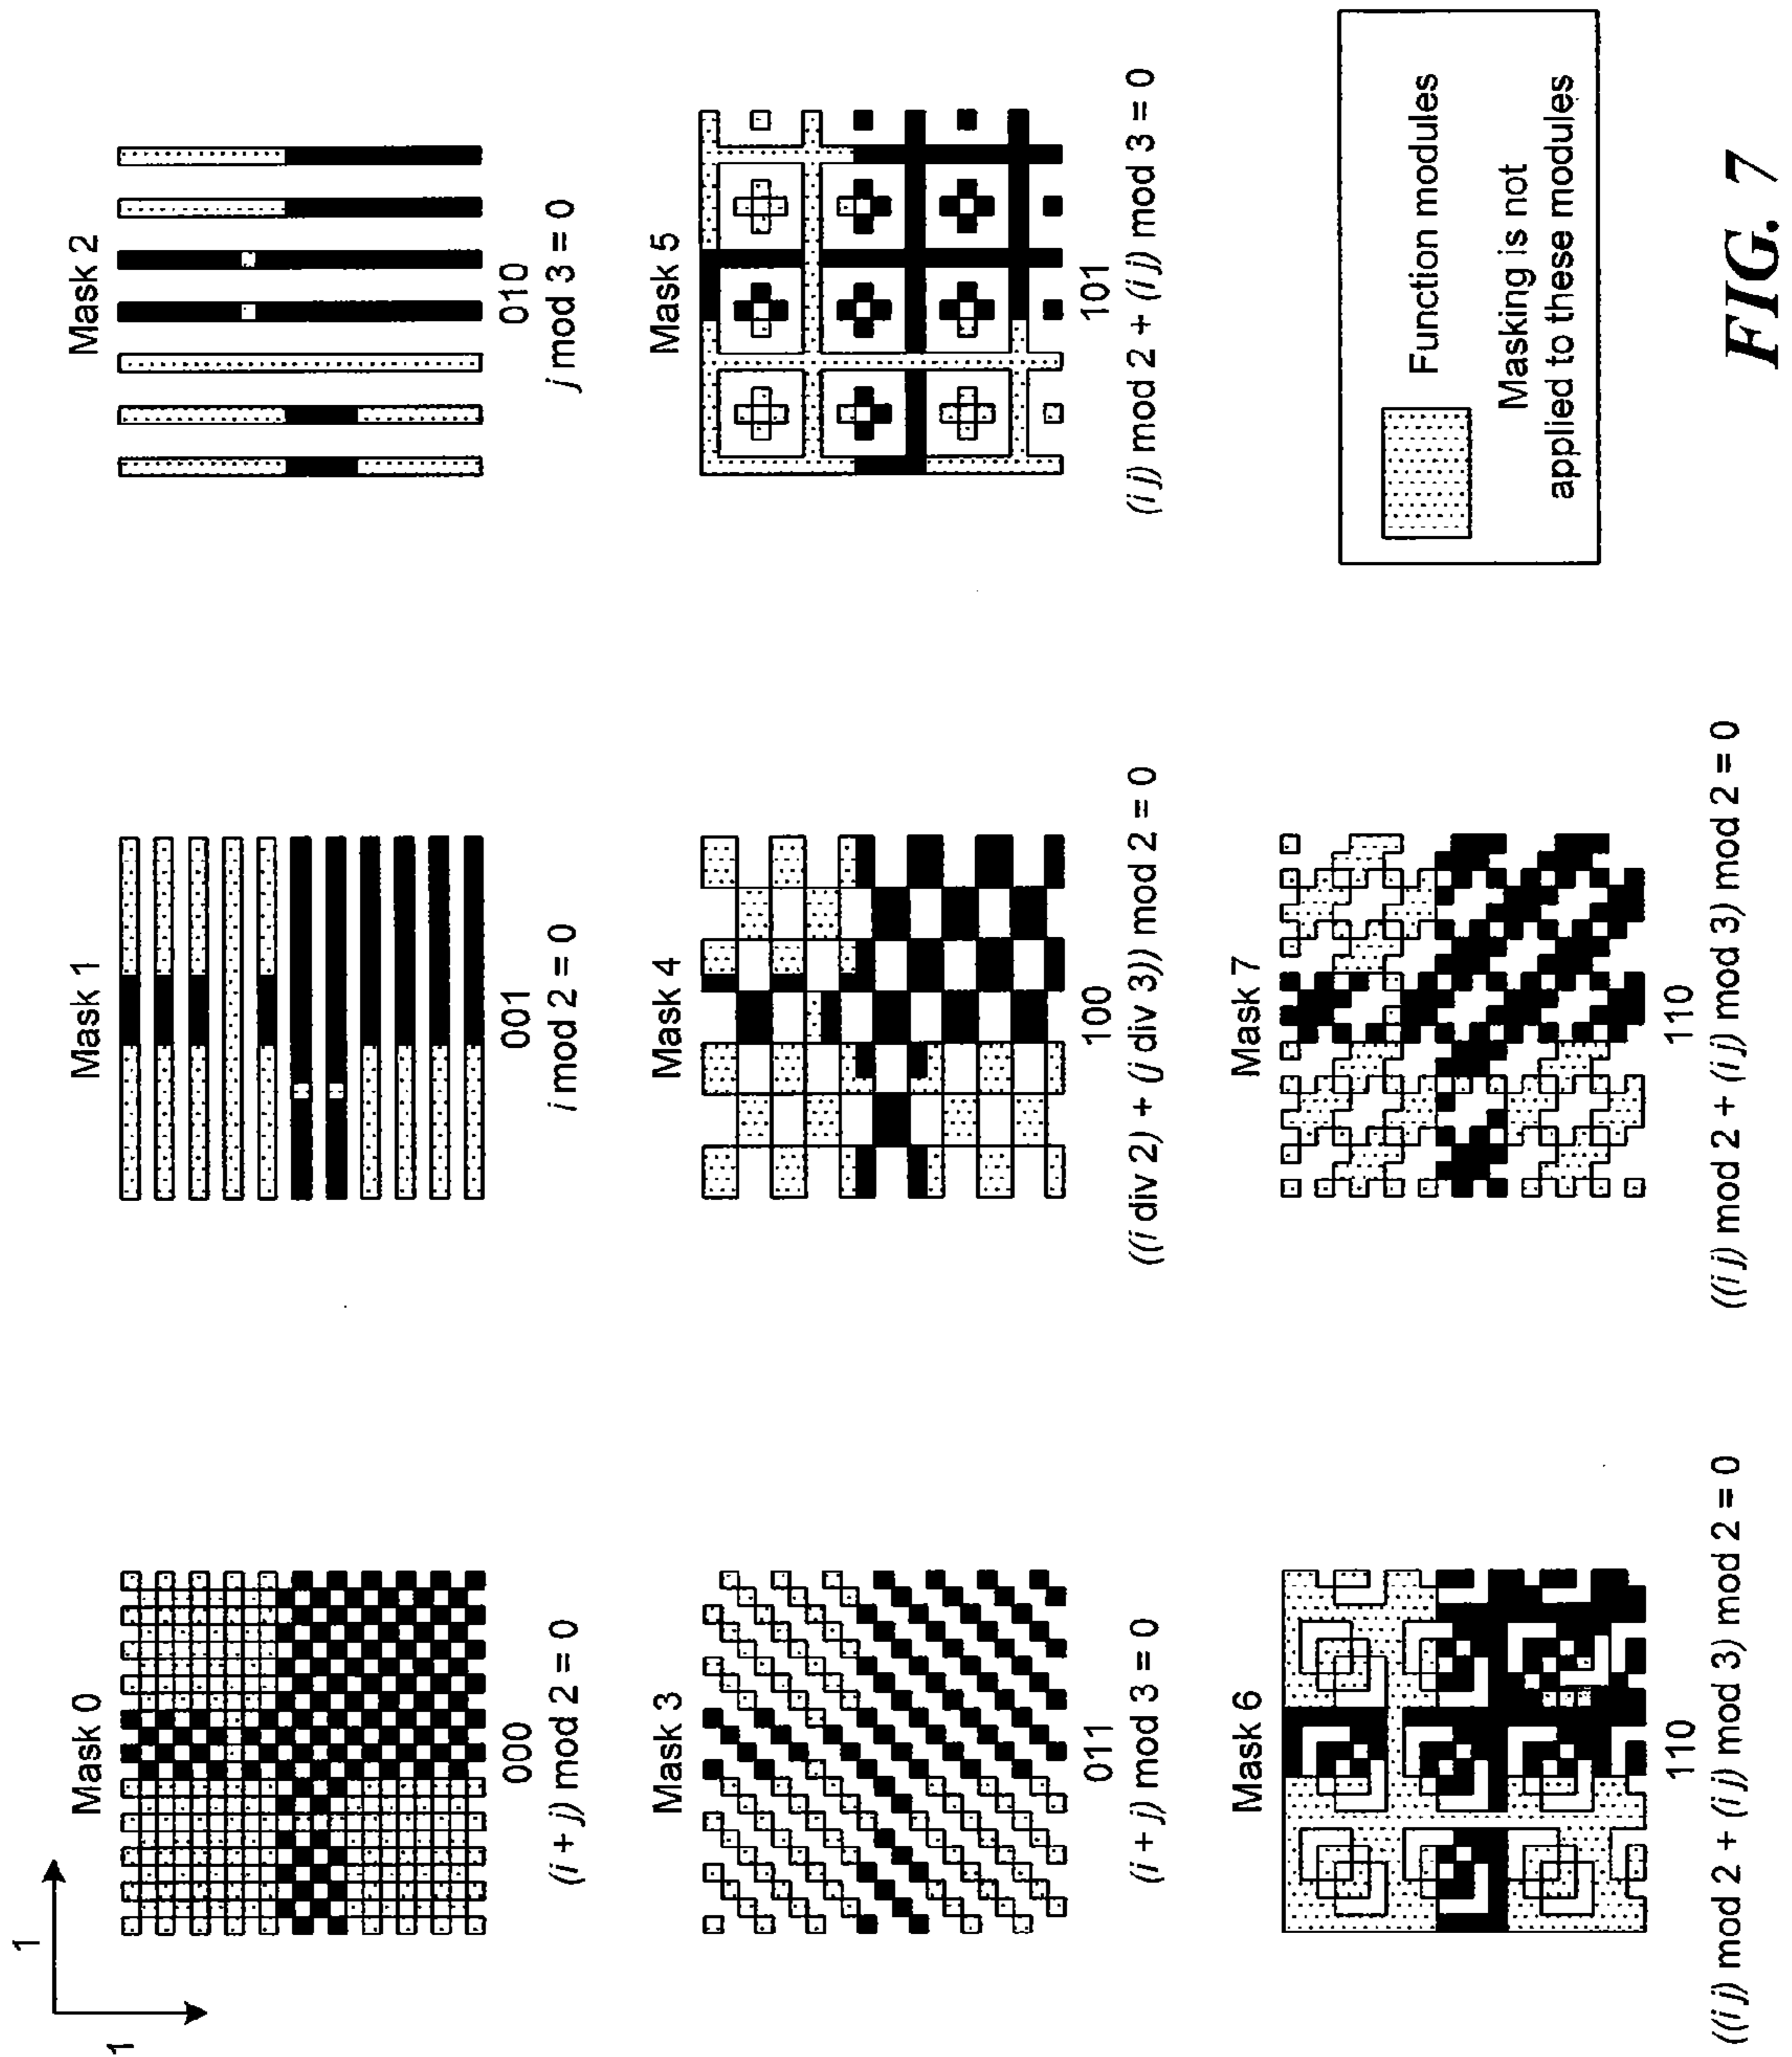 1
1
Mask 0
000
(i + j) mod 2 = 0
Mask 1
001
i mod 2 = 0
Mask 2
010
j mod 3 = 0
Mask 3
011
(i + j) mod 3 = 0
Mask 4
100
((i div 2) + (j div 3)) mod 2 = 0
Mask 5
101
(i j) mod 2 + (i j) mod 3 = 0
Mask 6
110
((i j) mod 2 + (i j) mod 3) mod 2 = 0
Mask 7
110
((i j) mod 2 + (i j) mod 3) mod 2 = 0
Function modules
Masking is not
applied to these modules
FIG. 7